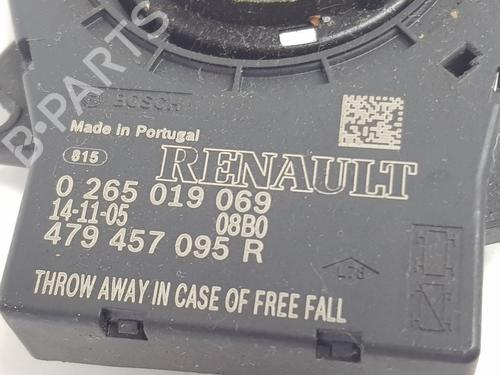 B-PARTS
BOSCH
Made in Portugal
815
RENAULT
0 265 019 069
14-11-05 08B0
479 457 095 R
L78
THROW AWAY IN CASE OF FREE FALL